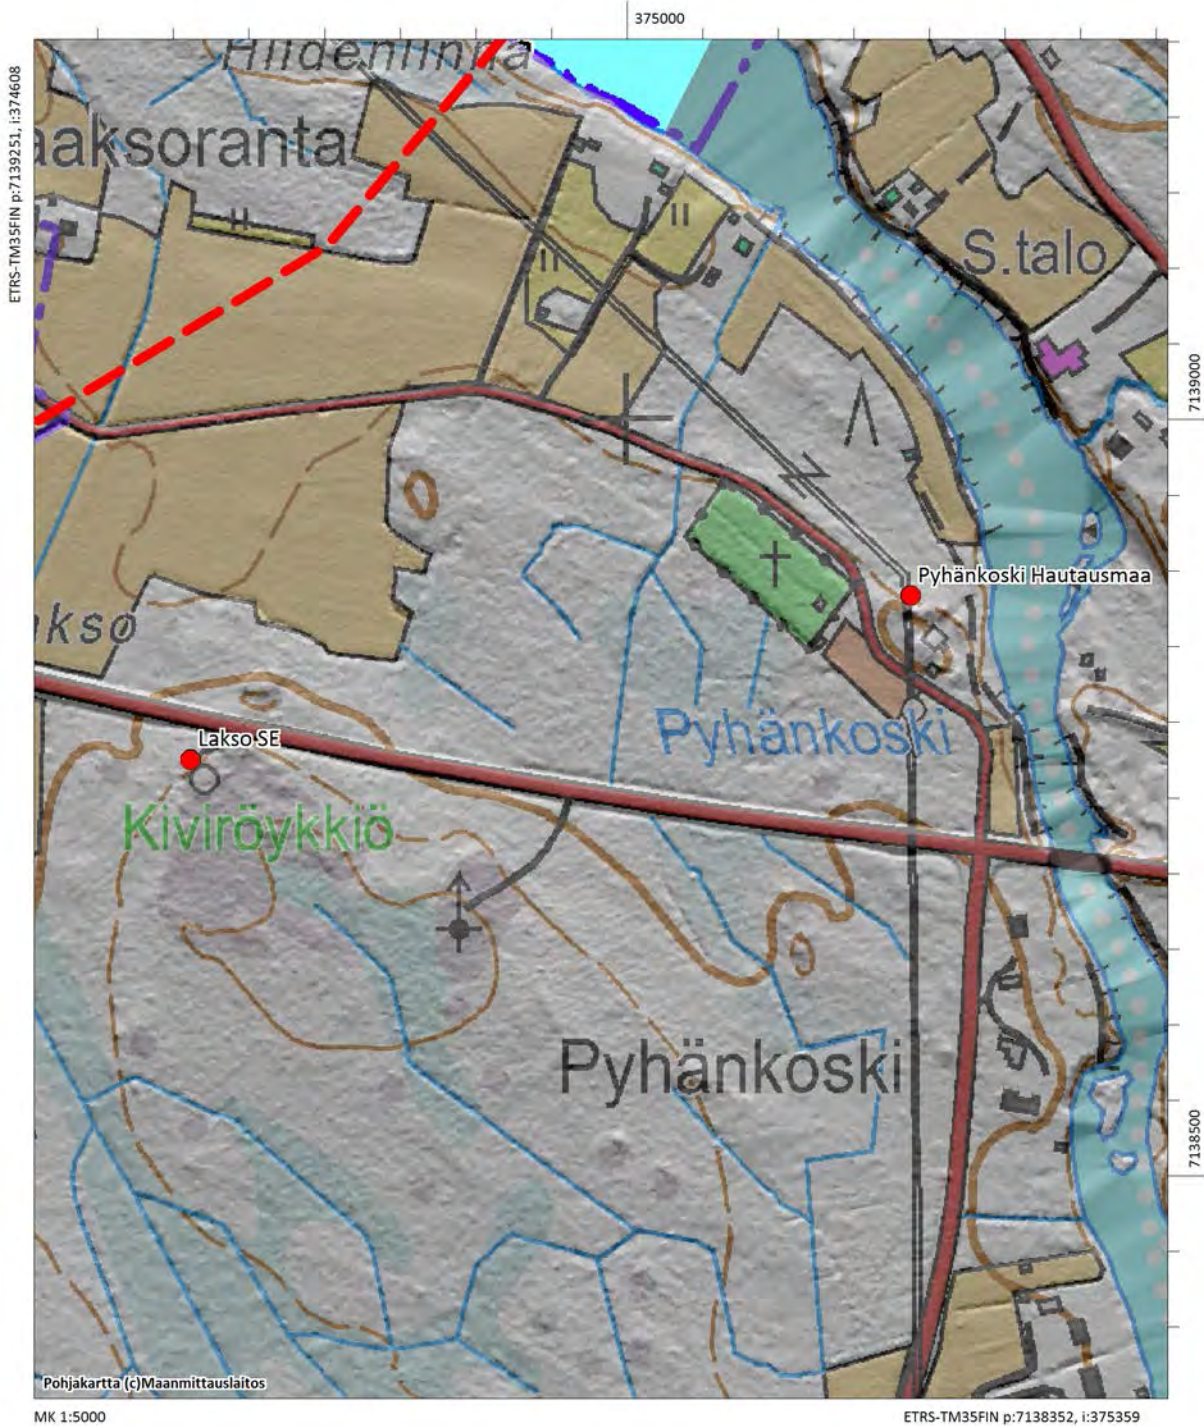 375000
ETRS-TM35FIN p:7139251, i:374608
Hiidenlinna
aaksoranta
S.talo
7139000
Pyhänkoski Hautausmaa
akso
Pyhänkoski
Lakso SE
Kiviröykkiö
Pyhänkoski
7138500
Pohjakartta (c)Maanmittauslaitos
MK 1:5000
ETRS-TM35FIN p:7138352, i:375359